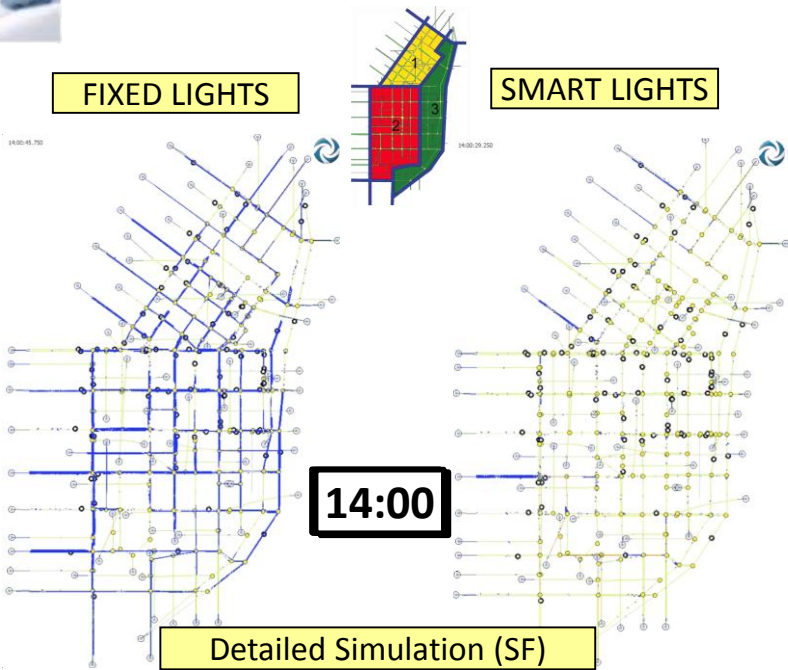 FIXED LIGHTS
1
2
3
SMART LIGHTS
14:00:45.750
14:00:29.250
14:00
Detailed Simulation (SF)